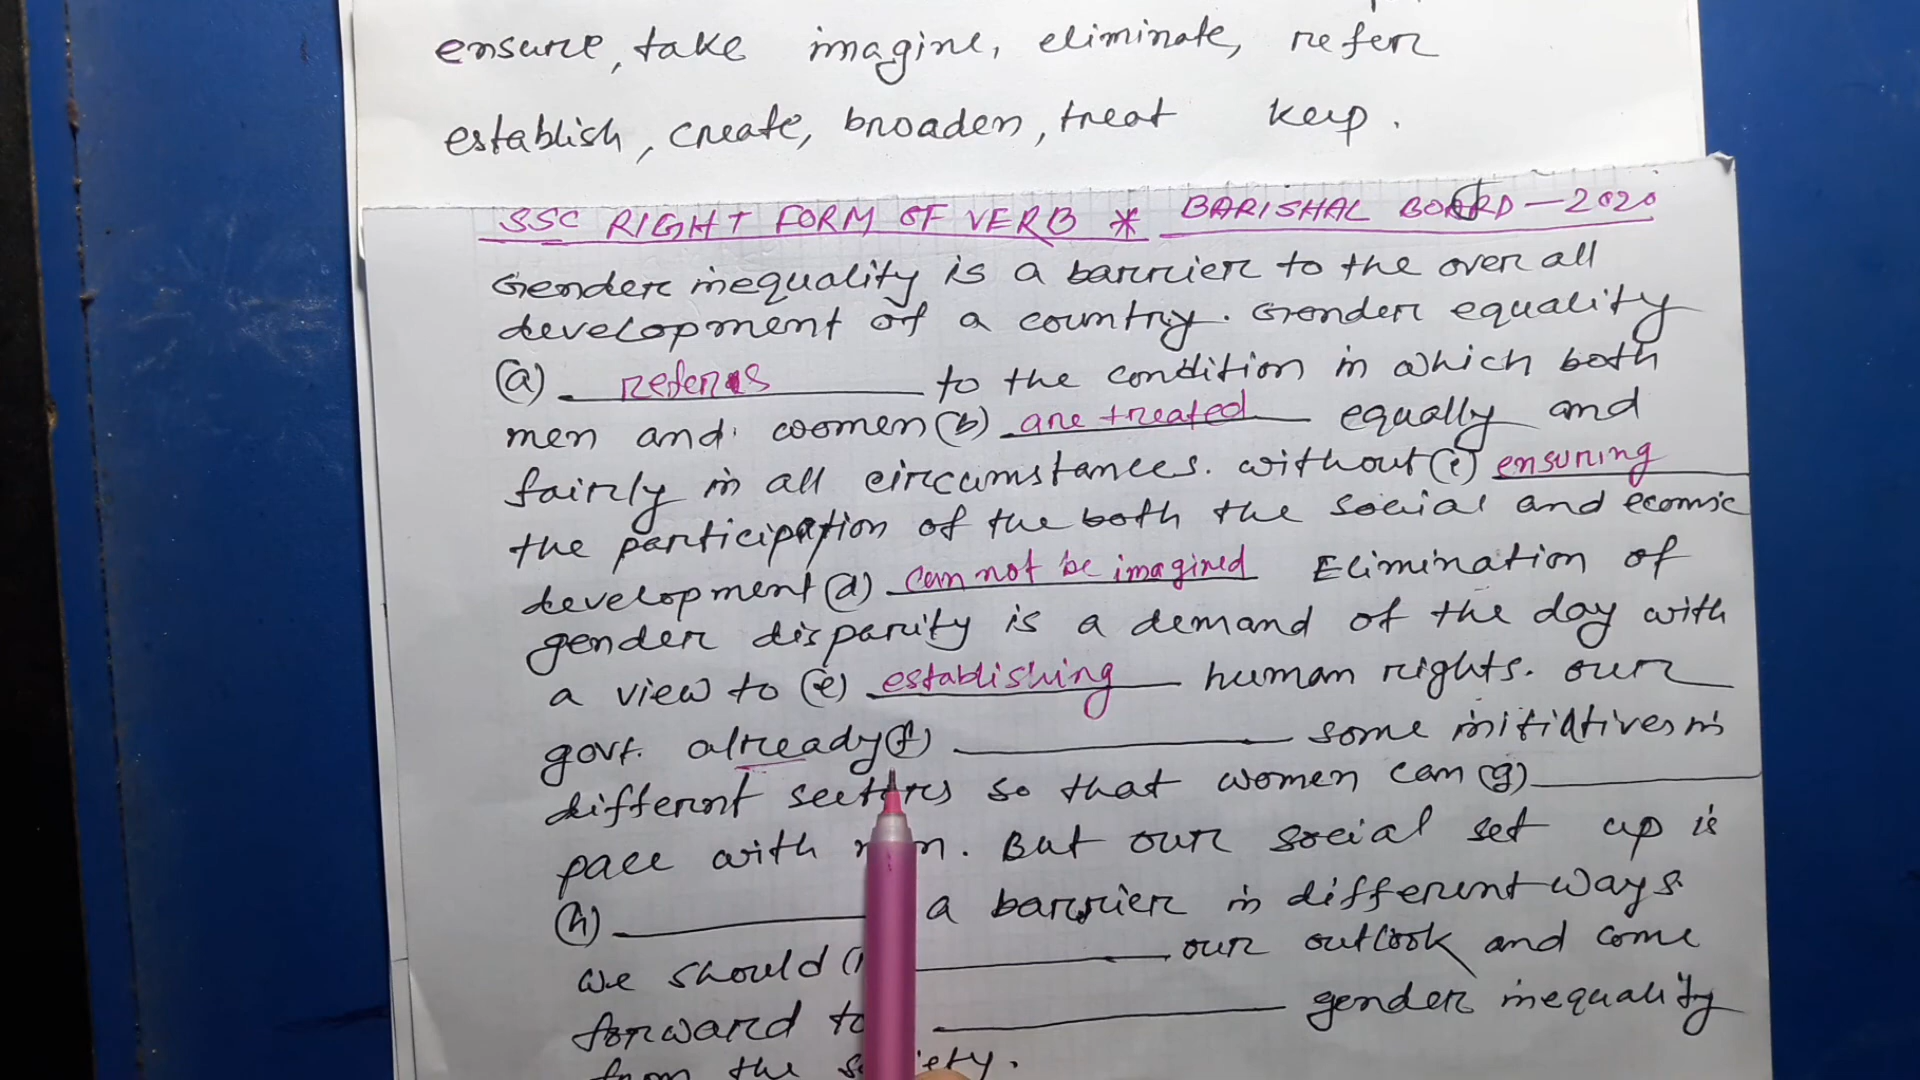 ensure, take imagine, eliminate, refer
establish, create, broaden, treat keep.
SSC RIGHT FORM OF VERB * BARISHAL BOARD-2020
Gender inequality is a barrier to the over all
development of a country. Gender equality
(a) refers to the condition in which both
men and women (b) are treated equally and
fairly in all circumstances. without (c) ensuring
the participation of the both the social and ecomic
development (d) can not be imagined Elimination of
gender disparity is a demand of the day with
a view to (e) establishing human rights. our
govt. already (f) some initiatives in
different sectors so that women can (g)
pace with. But our social set up is
(h) a barrier in different ways.
we should our outlook and come
forward to gender inequality
from the